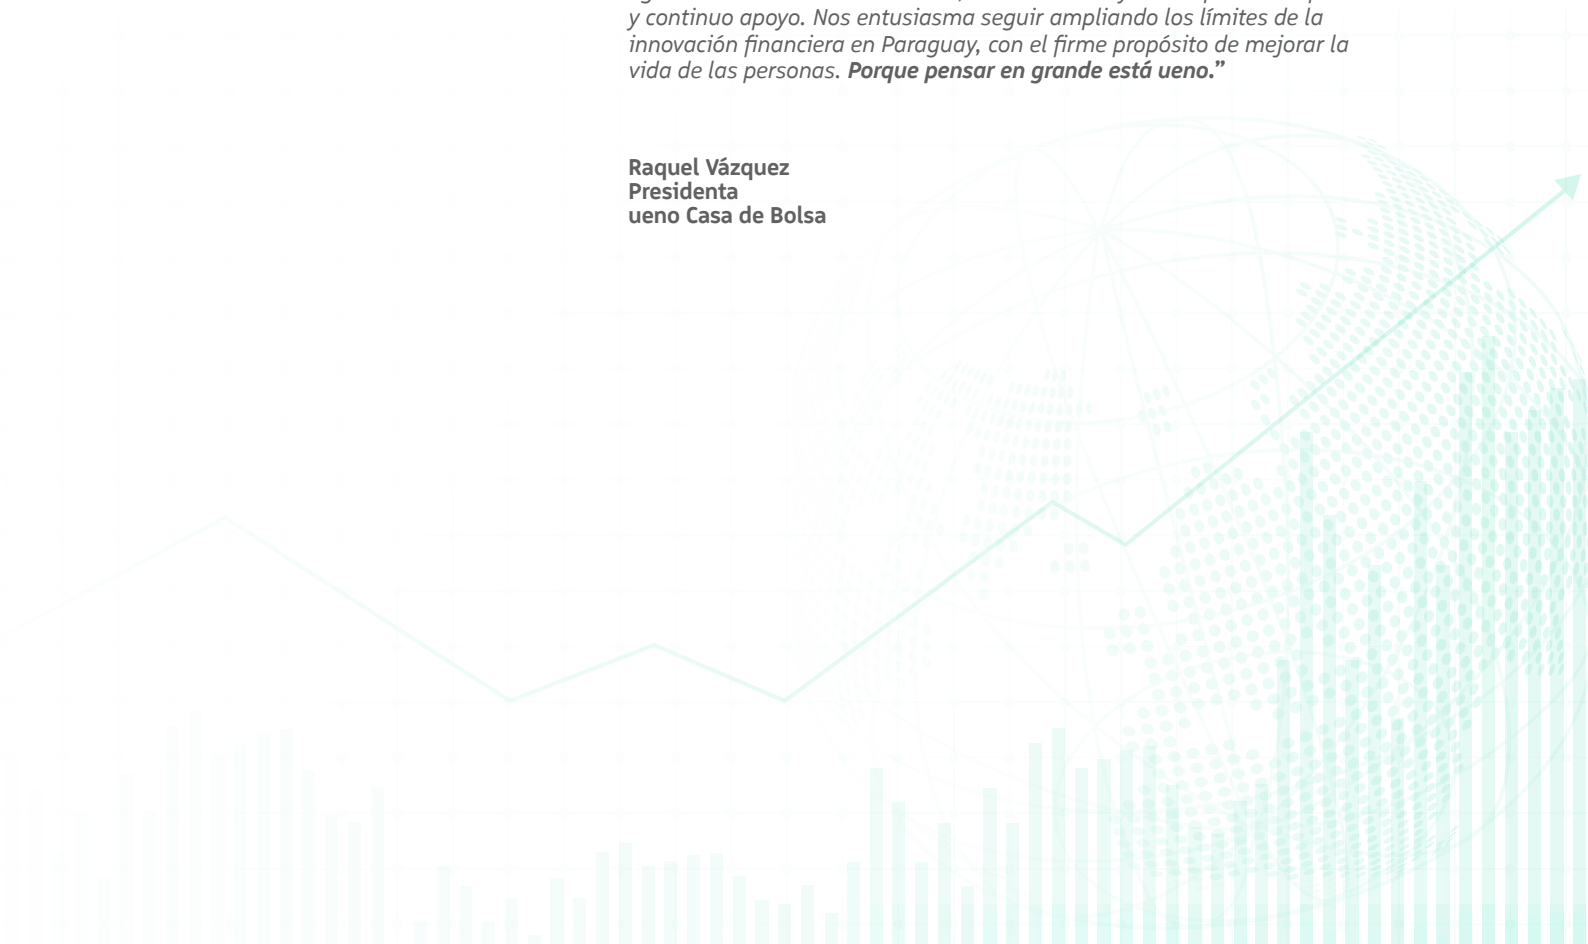 y continuo apoyo. Nos entusiasma seguir ampliando los límites de la
innovación financiera en Paraguay, con el firme propósito de mejorar la
vida de las personas. Porque pensar en grande está ueno.”
Raquel Vázquez
Presidenta
ueno Casa de Bolsa